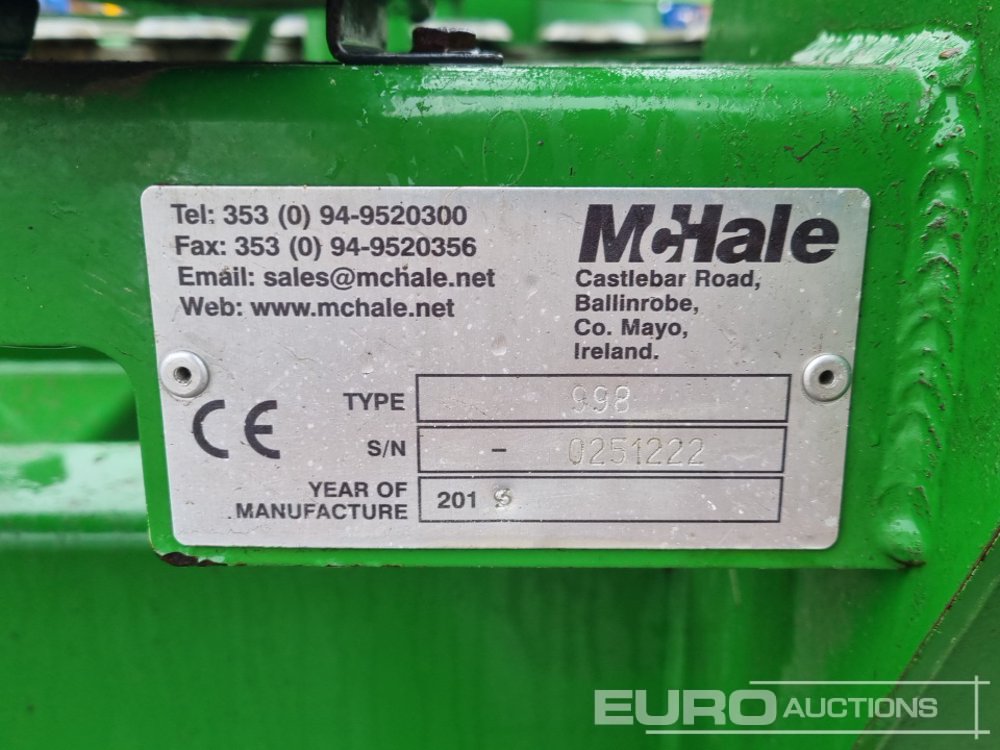 Tel: 353 (0) 94-9520300
Fax: 353 (0) 94-9520356
Email: sales@mchale.net
Web: www.mchale.net
McHale
Castlebar Road,
Ballinrobe,
Co. Mayo,
Ireland.
CE
TYPE 998
S/N - 0251222
YEAR OF
MANUFACTURE
201
EURO AUCTIONS